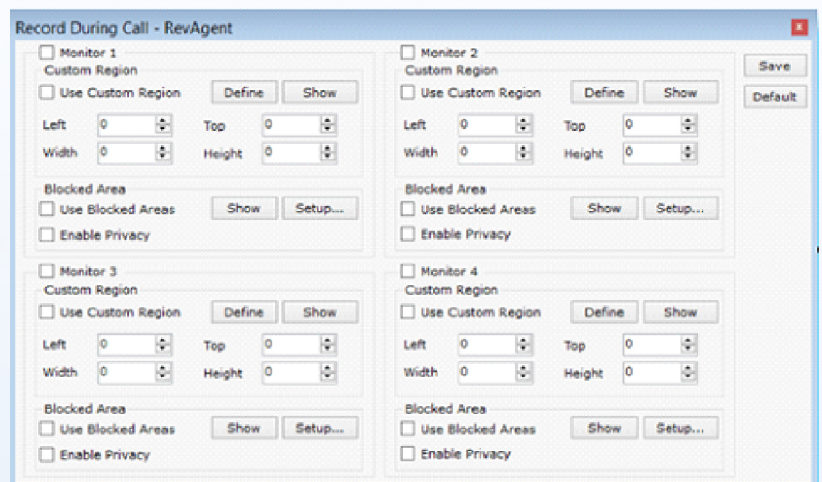 Record During Call - RevAgent
x
Monitor 1
Custom Region
Use Custom Region Define Show
Left 0 Top 0
Width 0 Height 0
Blocked Area
Use Blocked Areas Show Setup...
Enable Privacy
Monitor 2
Custom Region
Use Custom Region Define Show
Left 0 Top 0
Width 0 Height 0
Blocked Area
Use Blocked Areas Show Setup...
Enable Privacy
Save
Default
Monitor 3
Custom Region
Use Custom Region Define Show
Left 0 Top 0
Width 0 Height 0
Blocked Area
Use Blocked Areas Show Setup...
Enable Privacy
Monitor 4
Custom Region
Use Custom Region Define Show
Left 0 Top 0
Width 0 Height 0
Blocked Area
Use Blocked Areas Show Setup...
Enable Privacy